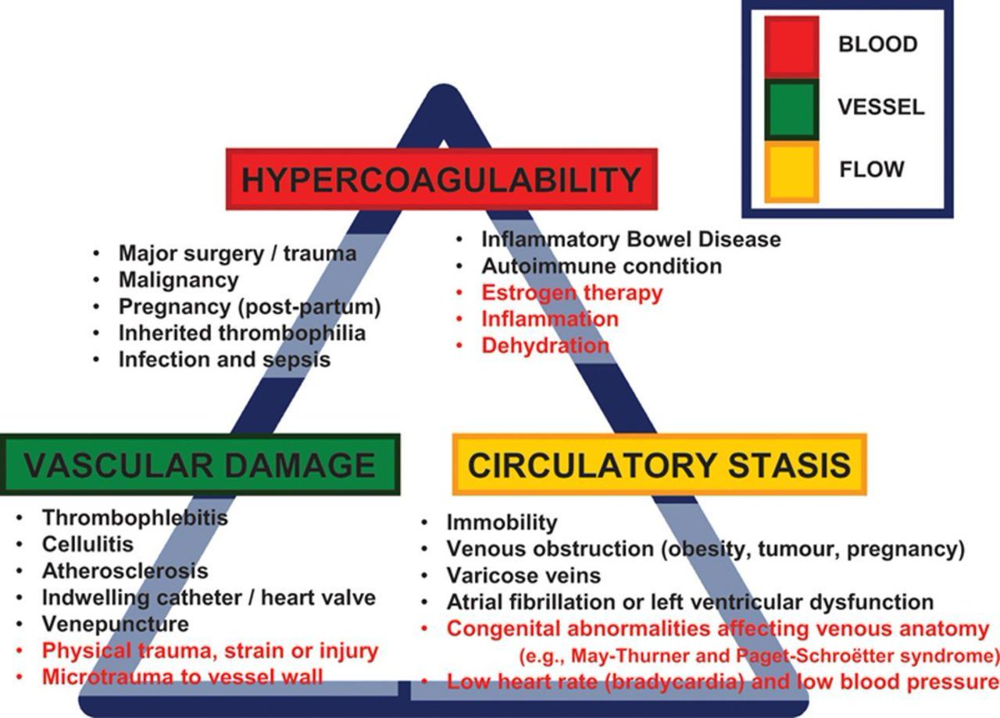 BLOOD
VESSEL
FLOW
HYPERCOAGULABILITY
• Major surgery / trauma
• Malignancy
• Pregnancy (post-partum)
• Inherited thrombophilia
• Infection and sepsis
• Inflammatory Bowel Disease
• Autoimmune condition
• Estrogen therapy
• Inflammation
• Dehydration
VASCULAR DAMAGE
• Thrombophlebitis
• Cellulitis
• Atherosclerosis
• Indwelling catheter / heart valve
• Venepuncture
• Physical trauma, strain or injury
• Microtrauma to vessel wall
CIRCULATORY STASIS
• Immobility
• Venous obstruction (obesity, tumour, pregnancy)
• Varicose veins
• Atrial fibrillation or left ventricular dysfunction
• Congenital abnormalities affecting venous anatomy
(e.g., May-Thurner and Paget-Schroëtter syndrome)
• Low heart rate (bradycardia) and low blood pressure